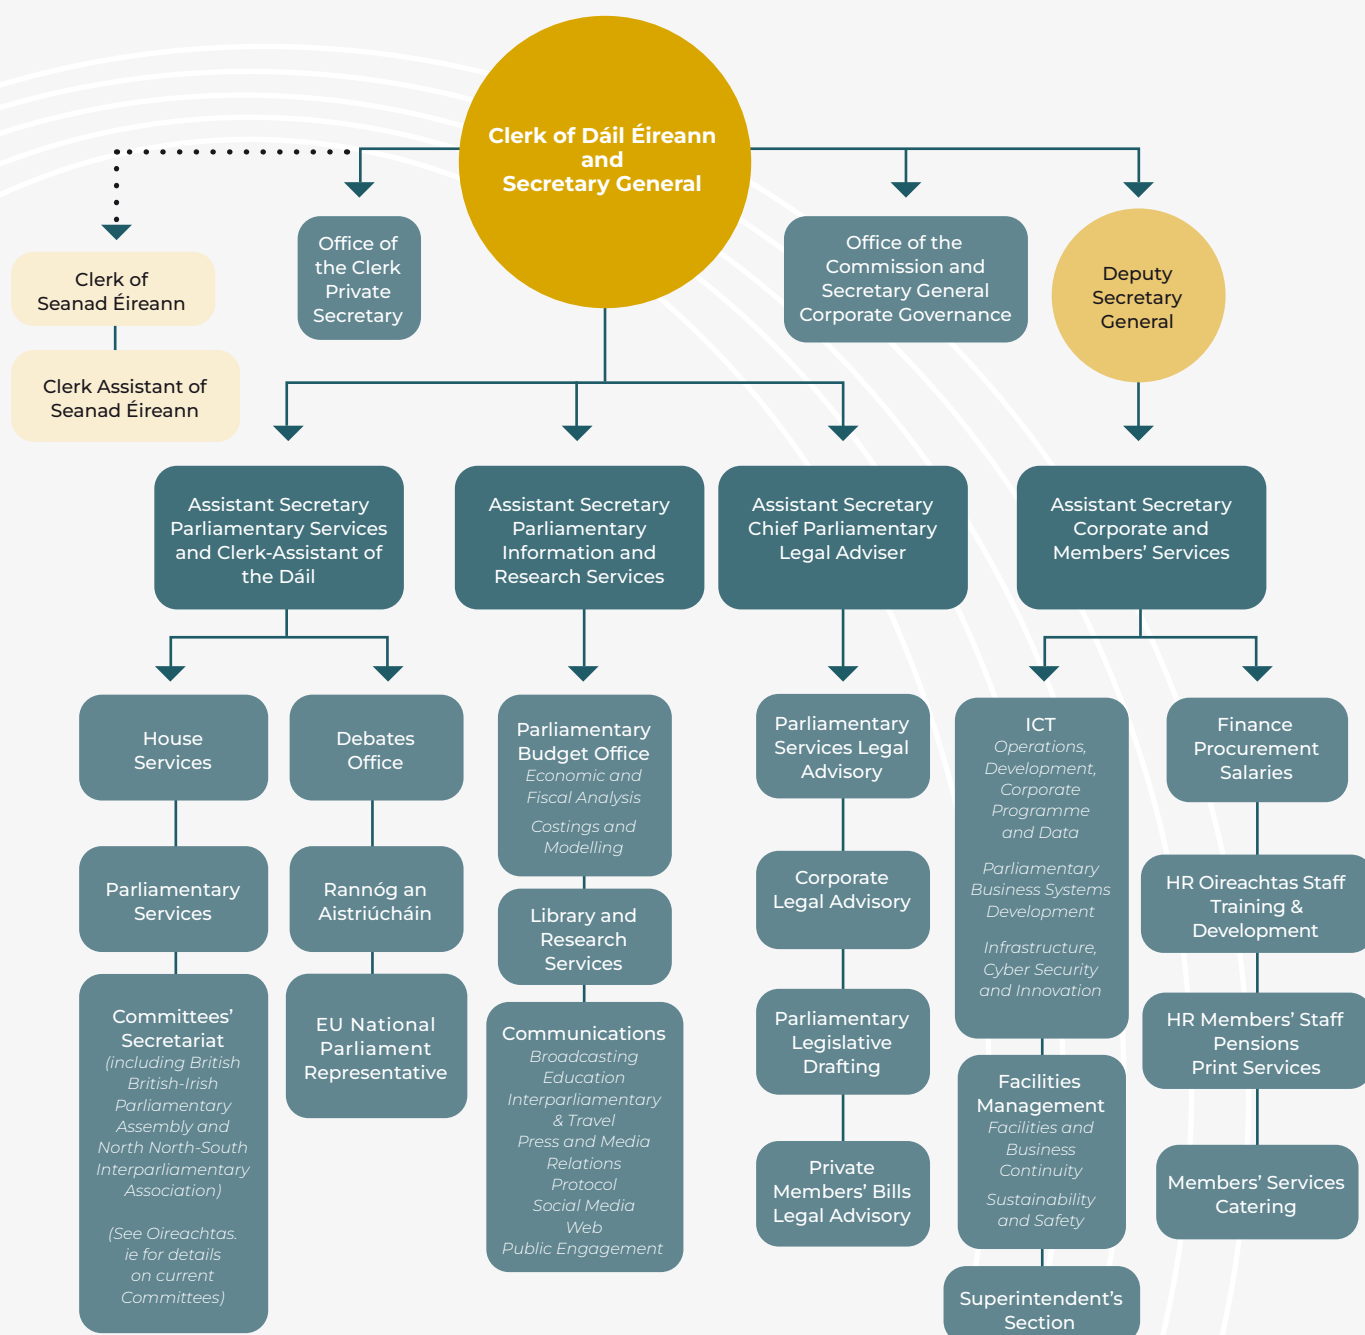 Clerk of Dáil Éireann
and
Secretary General
Clerk of
Seanad Éireann
Clerk Assistant of
Seanad Éireann
Office of
the Clerk
Private
Secretary
Office of the
Commission and
Secretary General
Corporate Governance
Deputy
Secretary
General
Assistant Secretary
Parliamentary Services
and Clerk-Assistant of
the Dáil
Assistant Secretary
Parliamentary
Information and
Research Services
Assistant Secretary
Chief Parliamentary
Legal Adviser
Assistant Secretary
Corporate and
Members’ Services
House
Services
Parliamentary
Services
Committees’
Secretariat
(including British
British-Irish
Parliamentary
Assembly and
North North-South
Interparliamentary
Association)
(See Oireachtas.
ie for details
on current
Committees)
Debates
Office
Rannóg an
Aistriúcháin
EU National
Parliament
Representative
Parliamentary
Budget Office
Economic and
Fiscal Analysis
Costings and
Modelling
Library and
Research
Services
Communications
Broadcasting
Education
Interparliamentary
& Travel
Press and Media
Relations
Protocol
Social Media
Web
Public Engagement
Parliamentary
Services Legal
Advisory
Corporate
Legal Advisory
Parliamentary
Legislative
Drafting
Private
Members’ Bills
Legal Advisory
ICT
Operations,
Development,
Corporate
Programme
and Data
Parliamentary
Business Systems
Development
Infrastructure,
Cyber Security
and Innovation
Facilities
Management
Facilities and
Business
Continuity
Sustainability
and Safety
Superintendent’s
Section
Finance
Procurement
Salaries
HR Oireachtas Staff
Training &
Development
HR Members’ Staff
Pensions
Print Services
Members’ Services
Catering